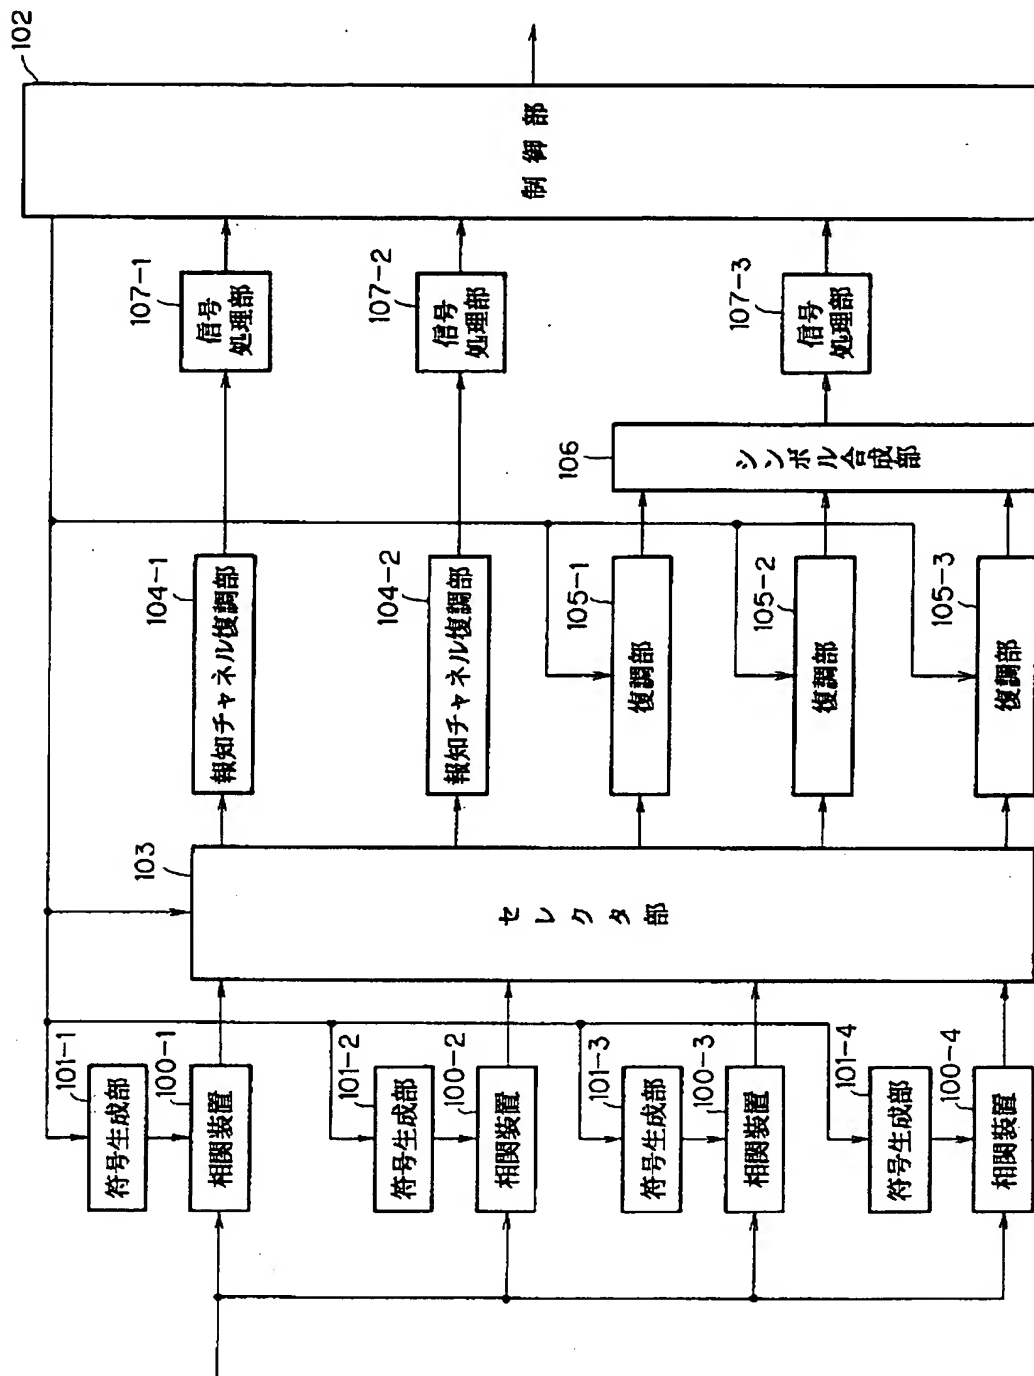 102
制御部
107-1
信号
処理部
107-2
信号
処理部
107-3
信号
処理部
106
シンボル合成部
104-1
報知チャネル復調部
104-2
報知チャネル復調部
105-1
復調部
105-2
復調部
105-3
復調部
103
セレクタ部
101-1
符号生成部
100-1
相関装置
101-2
符号生成部
100-2
相関装置
101-3
符号生成部
100-3
相関装置
101-4
符号生成部
100-4
相関装置